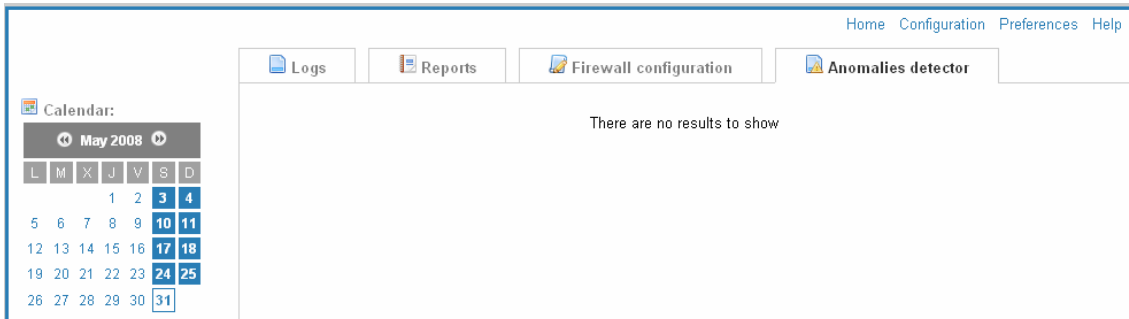 Home Configuration Preferences Help
Logs
Reports
Firewall configuration
Anomalies detector
Calendar:
May 2008
L M X J V S D
1 2 3 4
5 6 7 8 9 10 11
12 13 14 15 16 17 18
19 20 21 22 23 24 25
26 27 28 29 30 31
There are no results to show